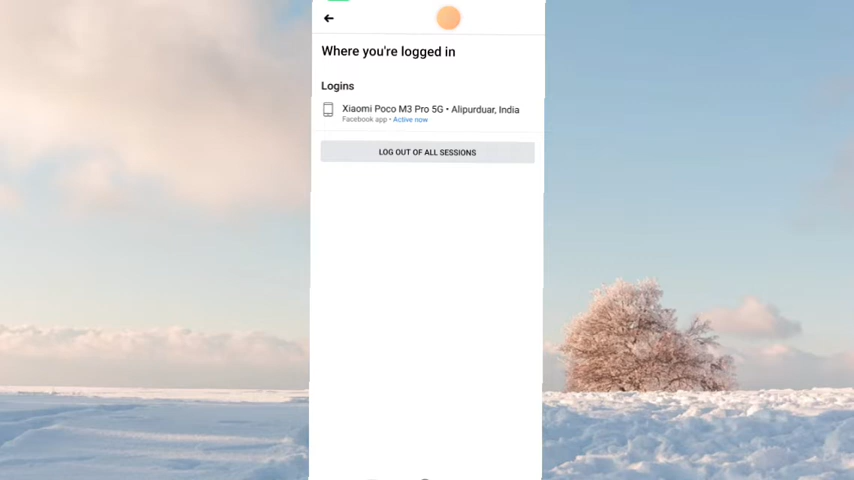 Where you're logged in
Logins
Xiaomi Poco M3 Pro 5G • Alipurduar, India
Facebook app • Active now
LOG OUT OF ALL SESSIONS